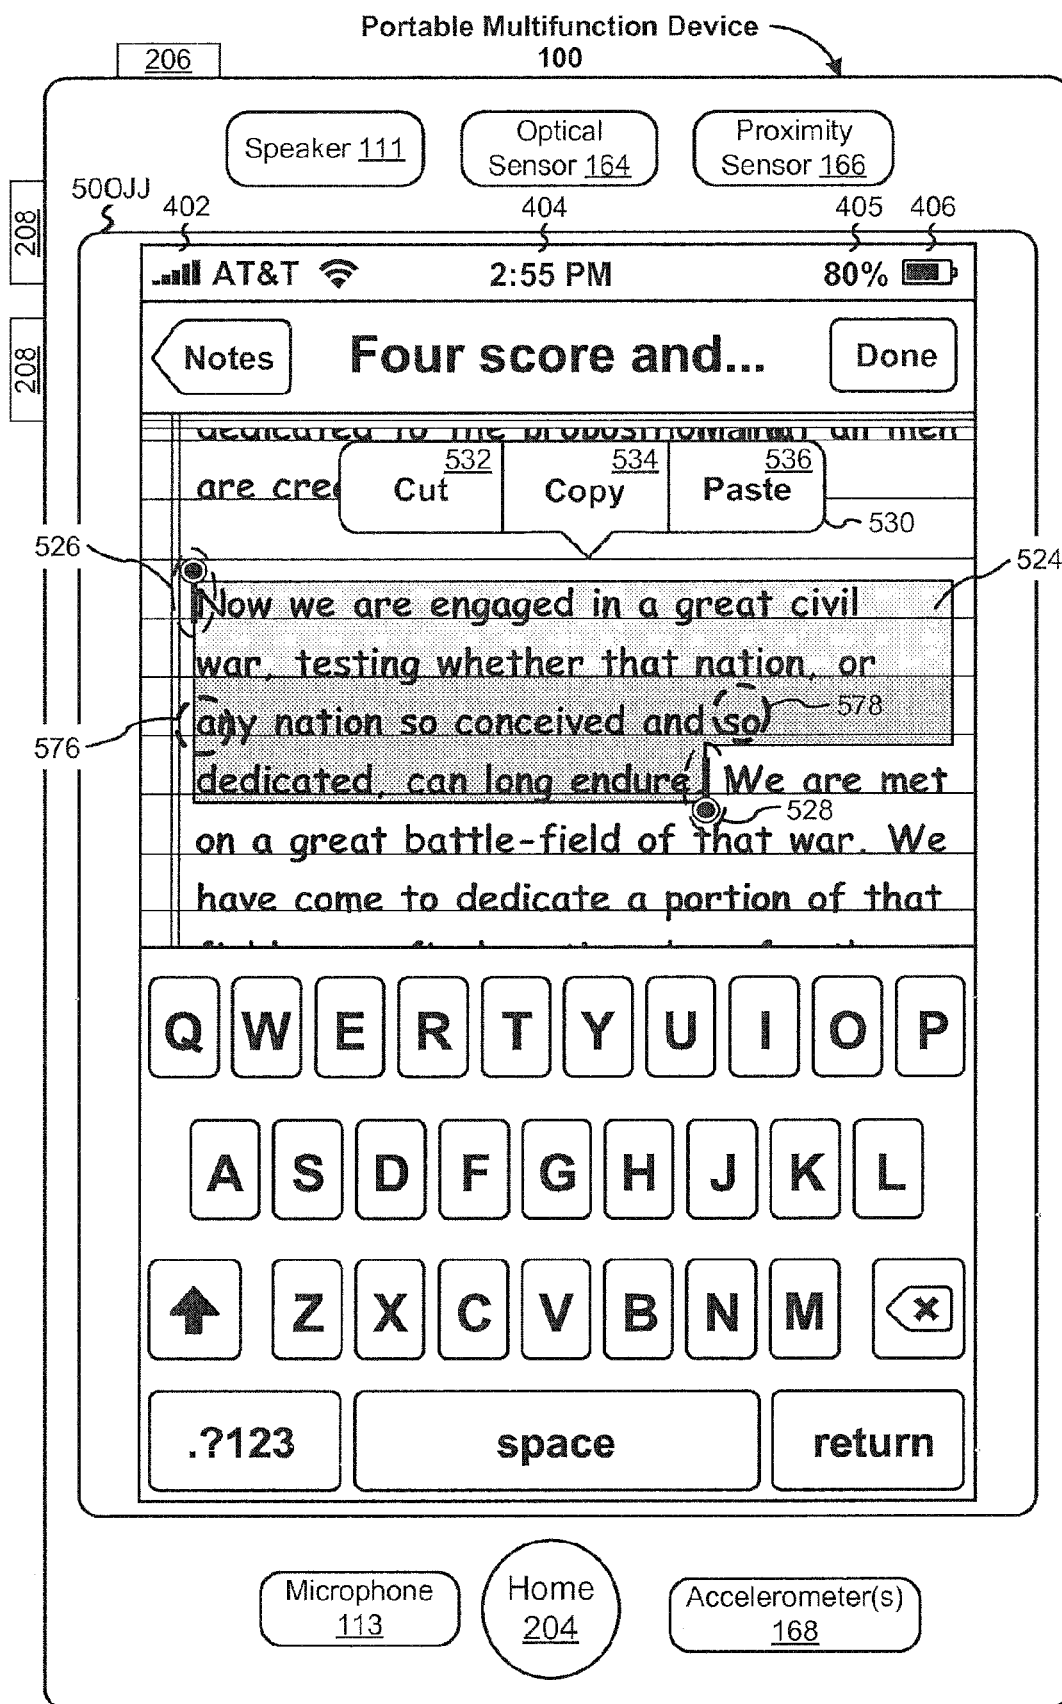 Portable Multifunction Device
100
206
Speaker 111
Optical
Sensor 164
Proximity
Sensor 166
208
208
500JJ
402
404
405
406
AT&T
2:55 PM
80%
Notes
Four score and...
Done
dedicated to the men
532
534
536
are
Cut
Copy
Paste
530
526
524
Now we are engaged in a great civil
war, testing whether that nation, or
any nation so conceived and so
578
576
dedicated, can long endure. We are met
528
on a great battle-field of that war. We
have come to dedicate a portion of that
Q W E R T Y U I O P
A S D F G H J K L
Z X C V B N M
.?123
space
return
Microphone
113
Home
204
Accelerometer(s)
168